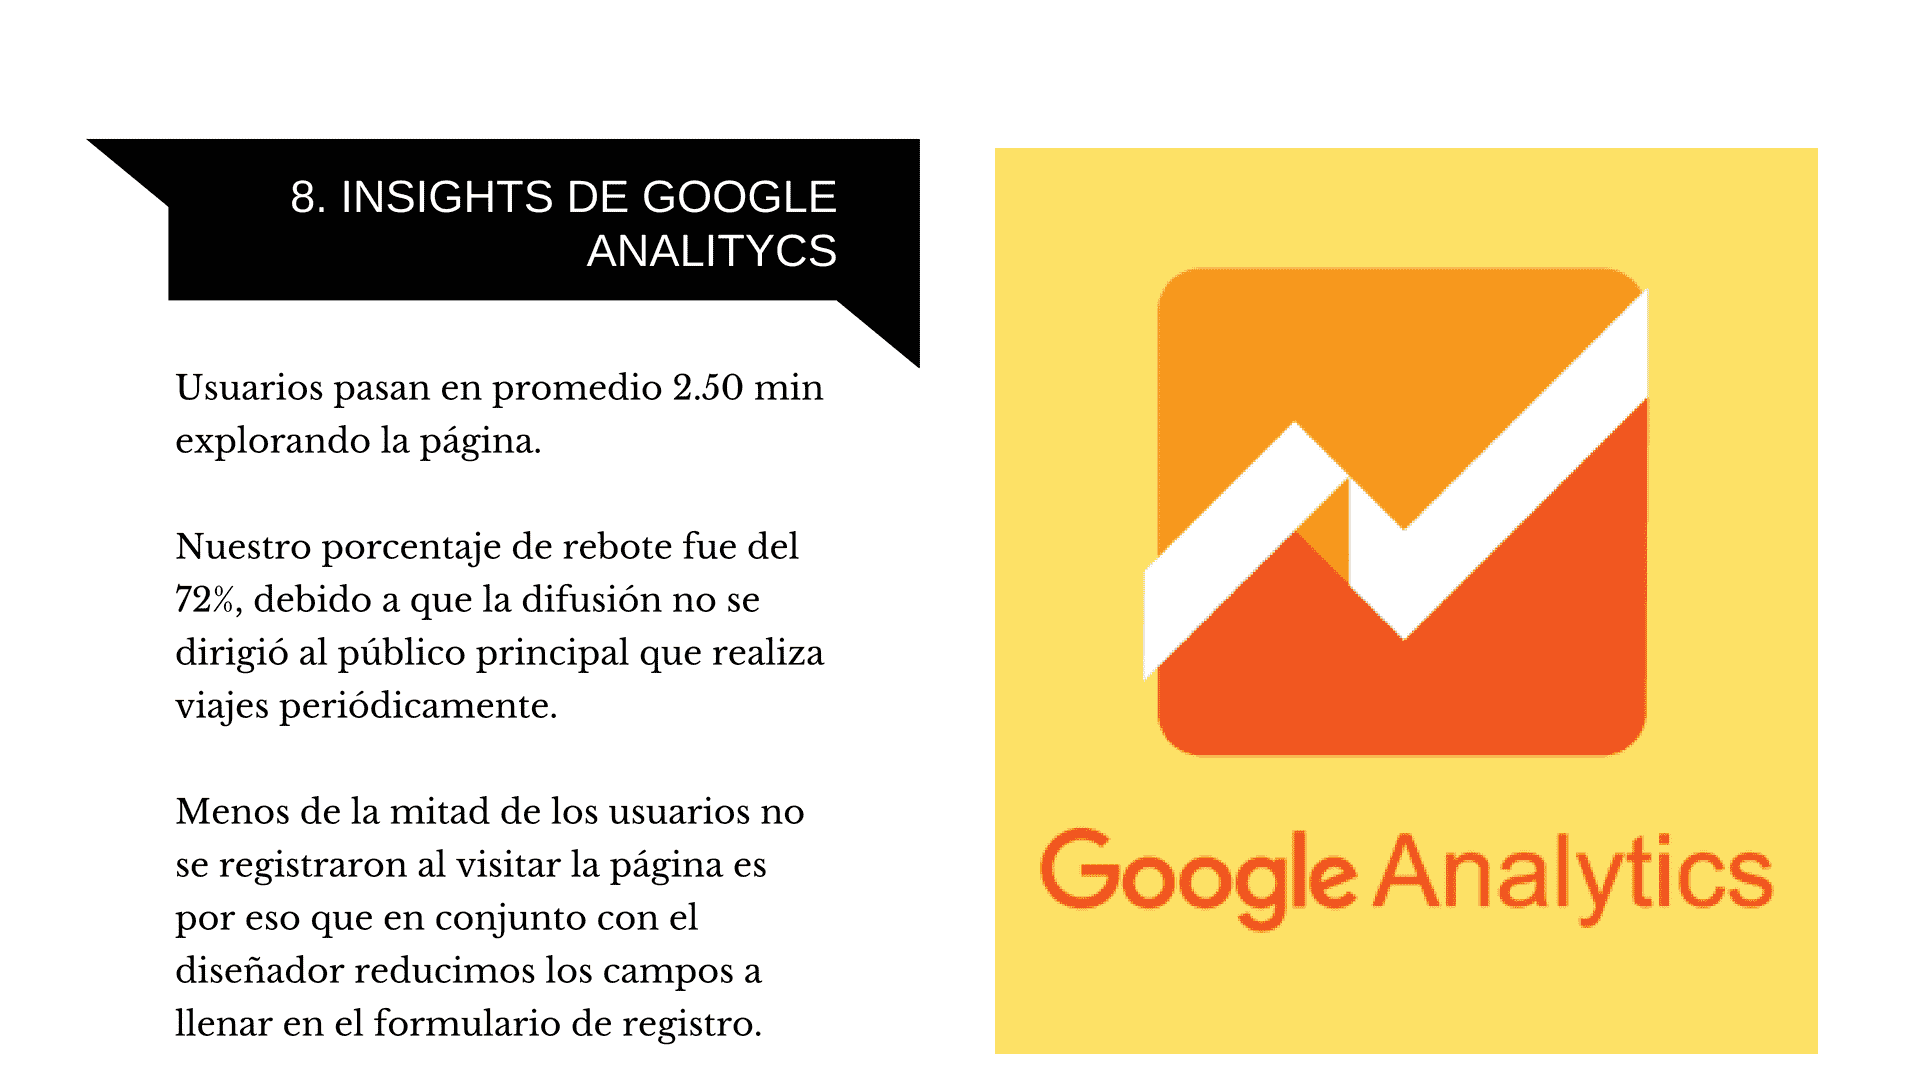 8. INSIGHTS DE GOOGLE
ANALITYCS
Usuarios pasan en promedio 2.50 min
explorando la página.
Nuestro porcentaje de rebote fue del
72%, debido a que la difusión no se
dirigió al público principal que realiza
viajes periódicamente.
Menos de la mitad de los usuarios no
se registraron al visitar la página es
por eso que en conjunto con el
diseñador reducimos los campos a
llenar en el formulario de registro.
Google Analytics